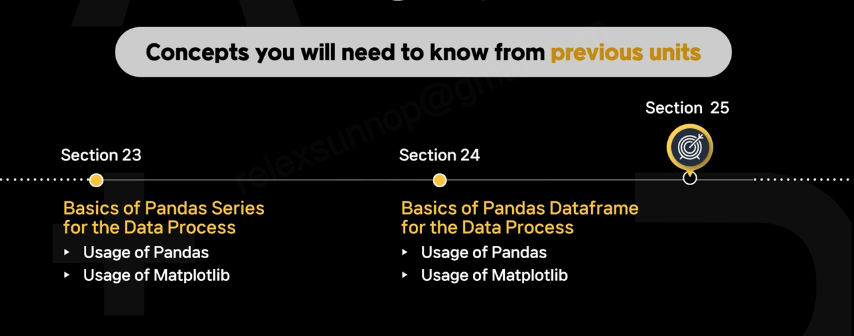 Concepts you will need to know from previous units
Section 25
Section 23
Section 24
Basics of Pandas Series
for the Data Process
‣ Usage of Pandas
‣ Usage of Matplotlib
Basics of Pandas Dataframe
for the Data Process
‣ Usage of Pandas
‣ Usage of Matplotlib